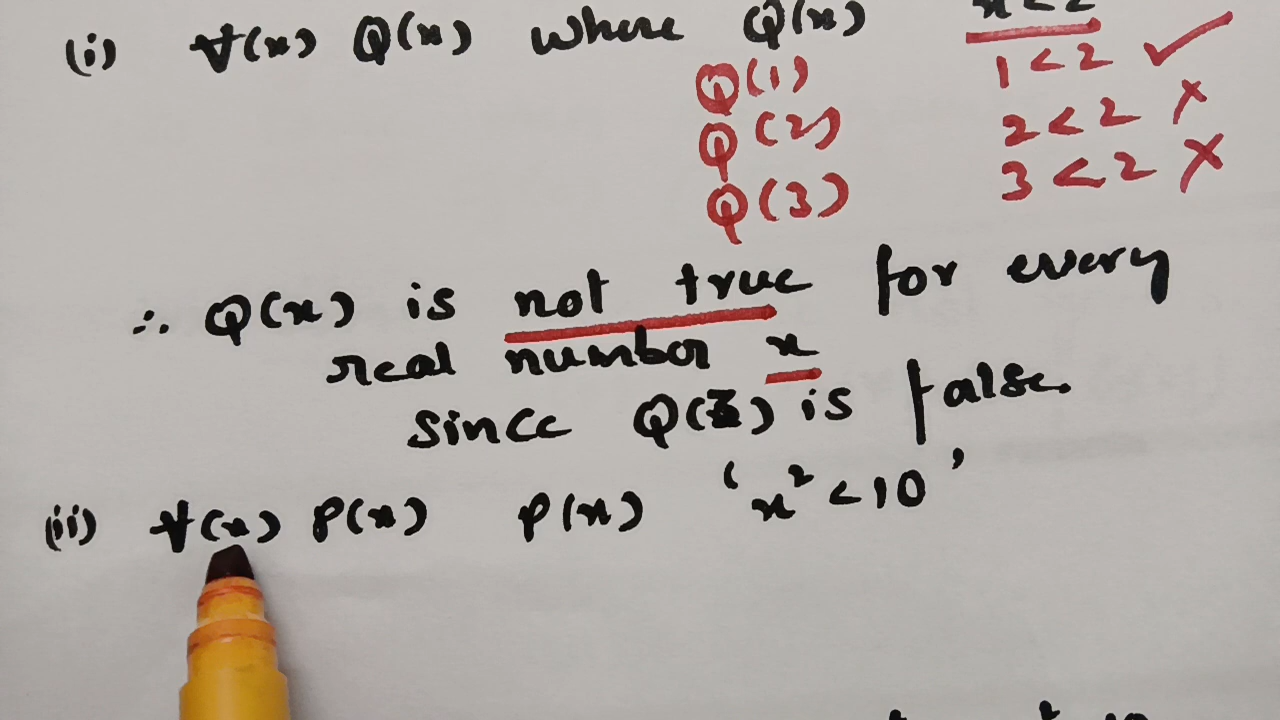 (i) ∀(x) Q(x) where Q(x) x<2
Q(1) 1<2 ✓
Q(2) 2<2 ✗
Q(3) 3<2 ✗
∴ Q(x) is not true for every
real number x
since Q(3) is false.
(ii) ∀(x) P(x) P(x) 'x² <10'